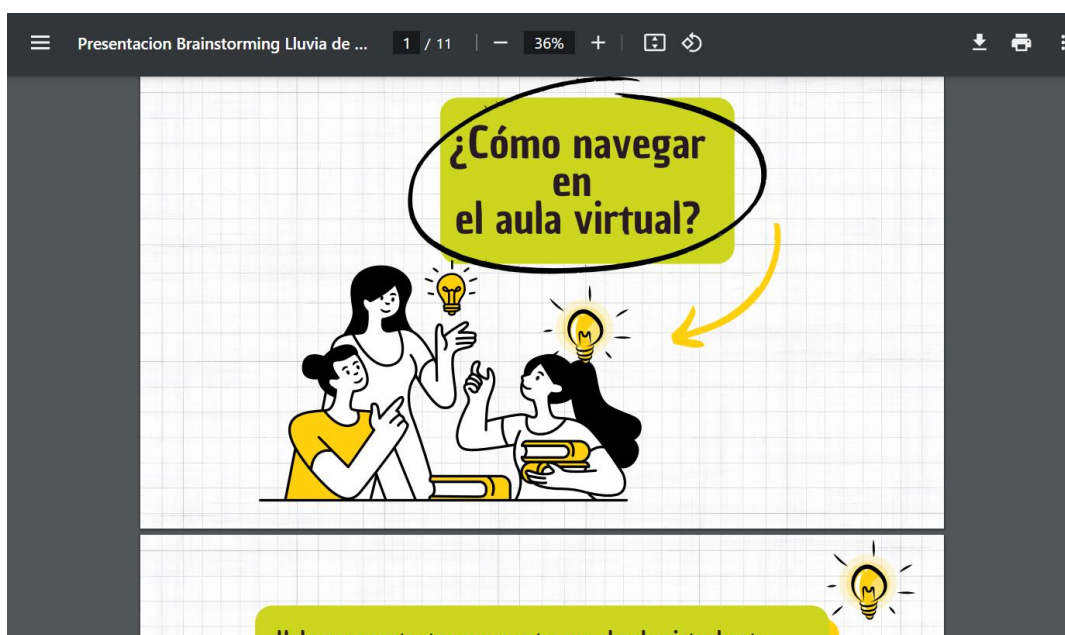 Presentacion Brainstorming Lluvia de ... 1 / 11 36%
¿Cómo navegar
en
el aula virtual?